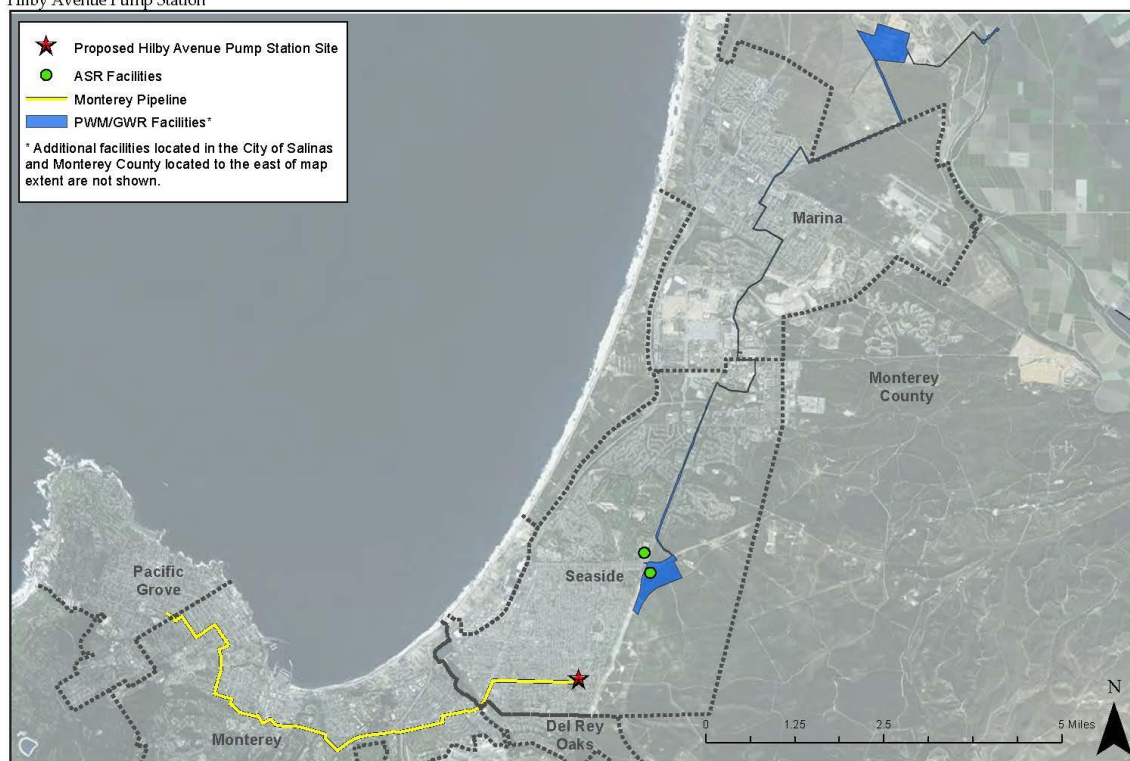 Hilby Avenue Pump Station
Proposed Hilby Avenue Pump Station Site
ASR Facilities
Monterey Pipeline
PWM/GWR Facilities*
* Additional facilities located in the City of Salinas
and Monterey County located to the east of map
extent are not shown.
Marina
Monterey
County
Seaside
Pacific
Grove
Monterey
Del Rey
Oaks
N
0 1.25 2.5 5 Miles